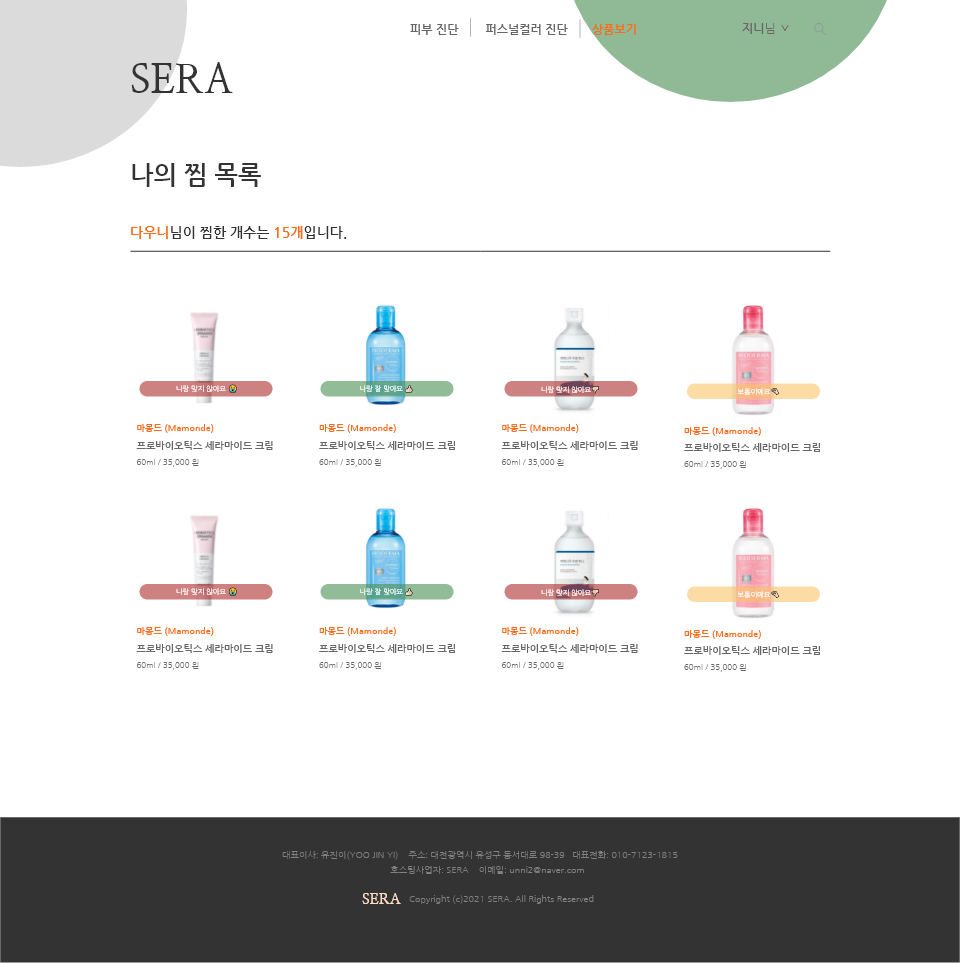 피부 진단 퍼스널컬러 진단 상품보기 지니님 ∨
SERA
나의 찜 목록
다우니님이 찜한 개수는 15개입니다.
나랑 맞지 않아요 😭 나랑 잘 맞아요 👍 나랑 맞지 않아요 보통이에요
마몽드 (Mamonde) 마몽드 (Mamonde) 마몽드 (Mamonde) 마몽드 (Mamonde)
프로바이오틱스 세라마이드 크림 프로바이오틱스 세라마이드 크림 프로바이오틱스 세라마이드 크림 프로바이오틱스 세라마이드 크림
60ml / 35,000 원 60ml / 35,000 원 60ml / 35,000 원 60ml / 35,000 원
나랑 맞지 않아요 😭 나랑 잘 맞아요 👍 나랑 맞지 않아요 보통이에요
마몽드 (Mamonde) 마몽드 (Mamonde) 마몽드 (Mamonde) 마몽드 (Mamonde)
프로바이오틱스 세라마이드 크림 프로바이오틱스 세라마이드 크림 프로바이오틱스 세라마이드 크림 프로바이오틱스 세라마이드 크림
60ml / 35,000 원 60ml / 35,000 원 60ml / 35,000 원 60ml / 35,000 원
대표이사: 유진이(YOO JIN YI) 주소: 대전광역시 유성구 동서대로 98-39 대표전화: 010-7123-1815
호스팅사업자: SERA 이메일: unni2@naver.com
SERA Copyright (c)2021 SERA. All Rights Reserved